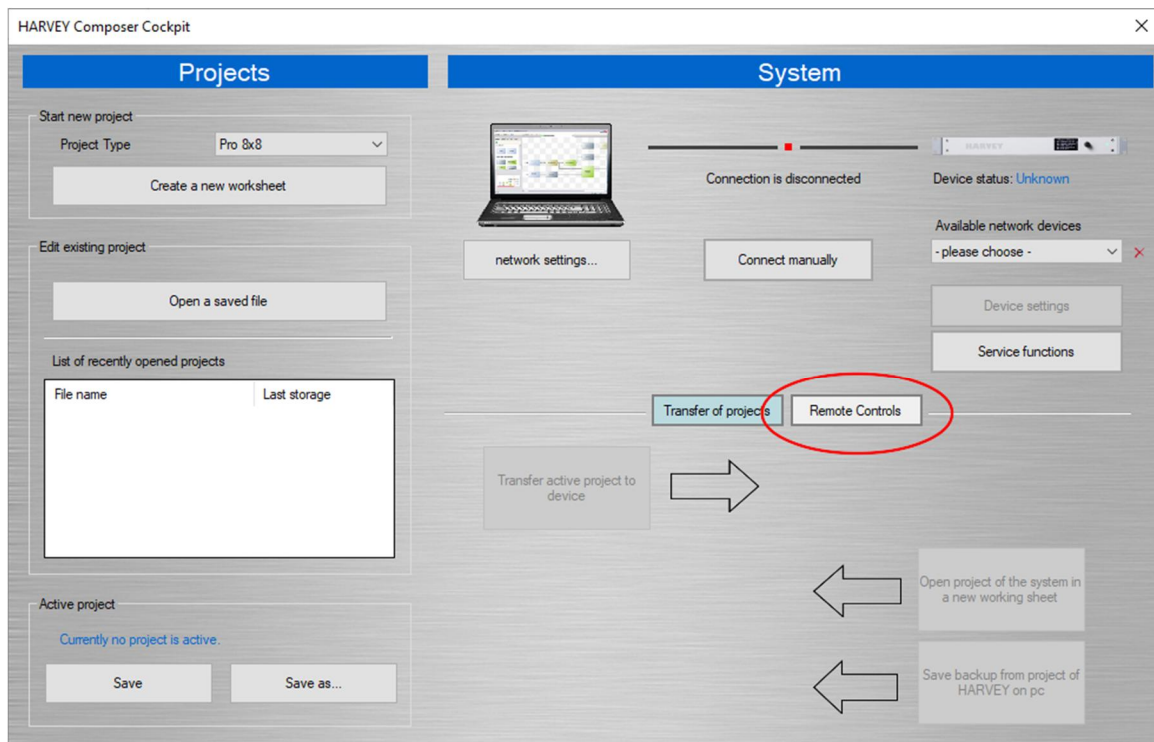 HARVEY Composer Cockpit
Projects
Start new project
Project Type
Pro 8x8
Create a new worksheet
Edit existing project
Open a saved file
List of recently opened projects
File name
Last storage
Active project
Currently no project is active.
Save
Save as...
System
HARVEY
Connection is disconnected
Device status: Unknown
Available network devices
- please choose -
network settings...
Connect manually
Device settings
Service functions
Transfer of projects
Remote Controls
Transfer active project to
device
Open project of the system in
a new working sheet
Save backup from project of
HARVEY on pc